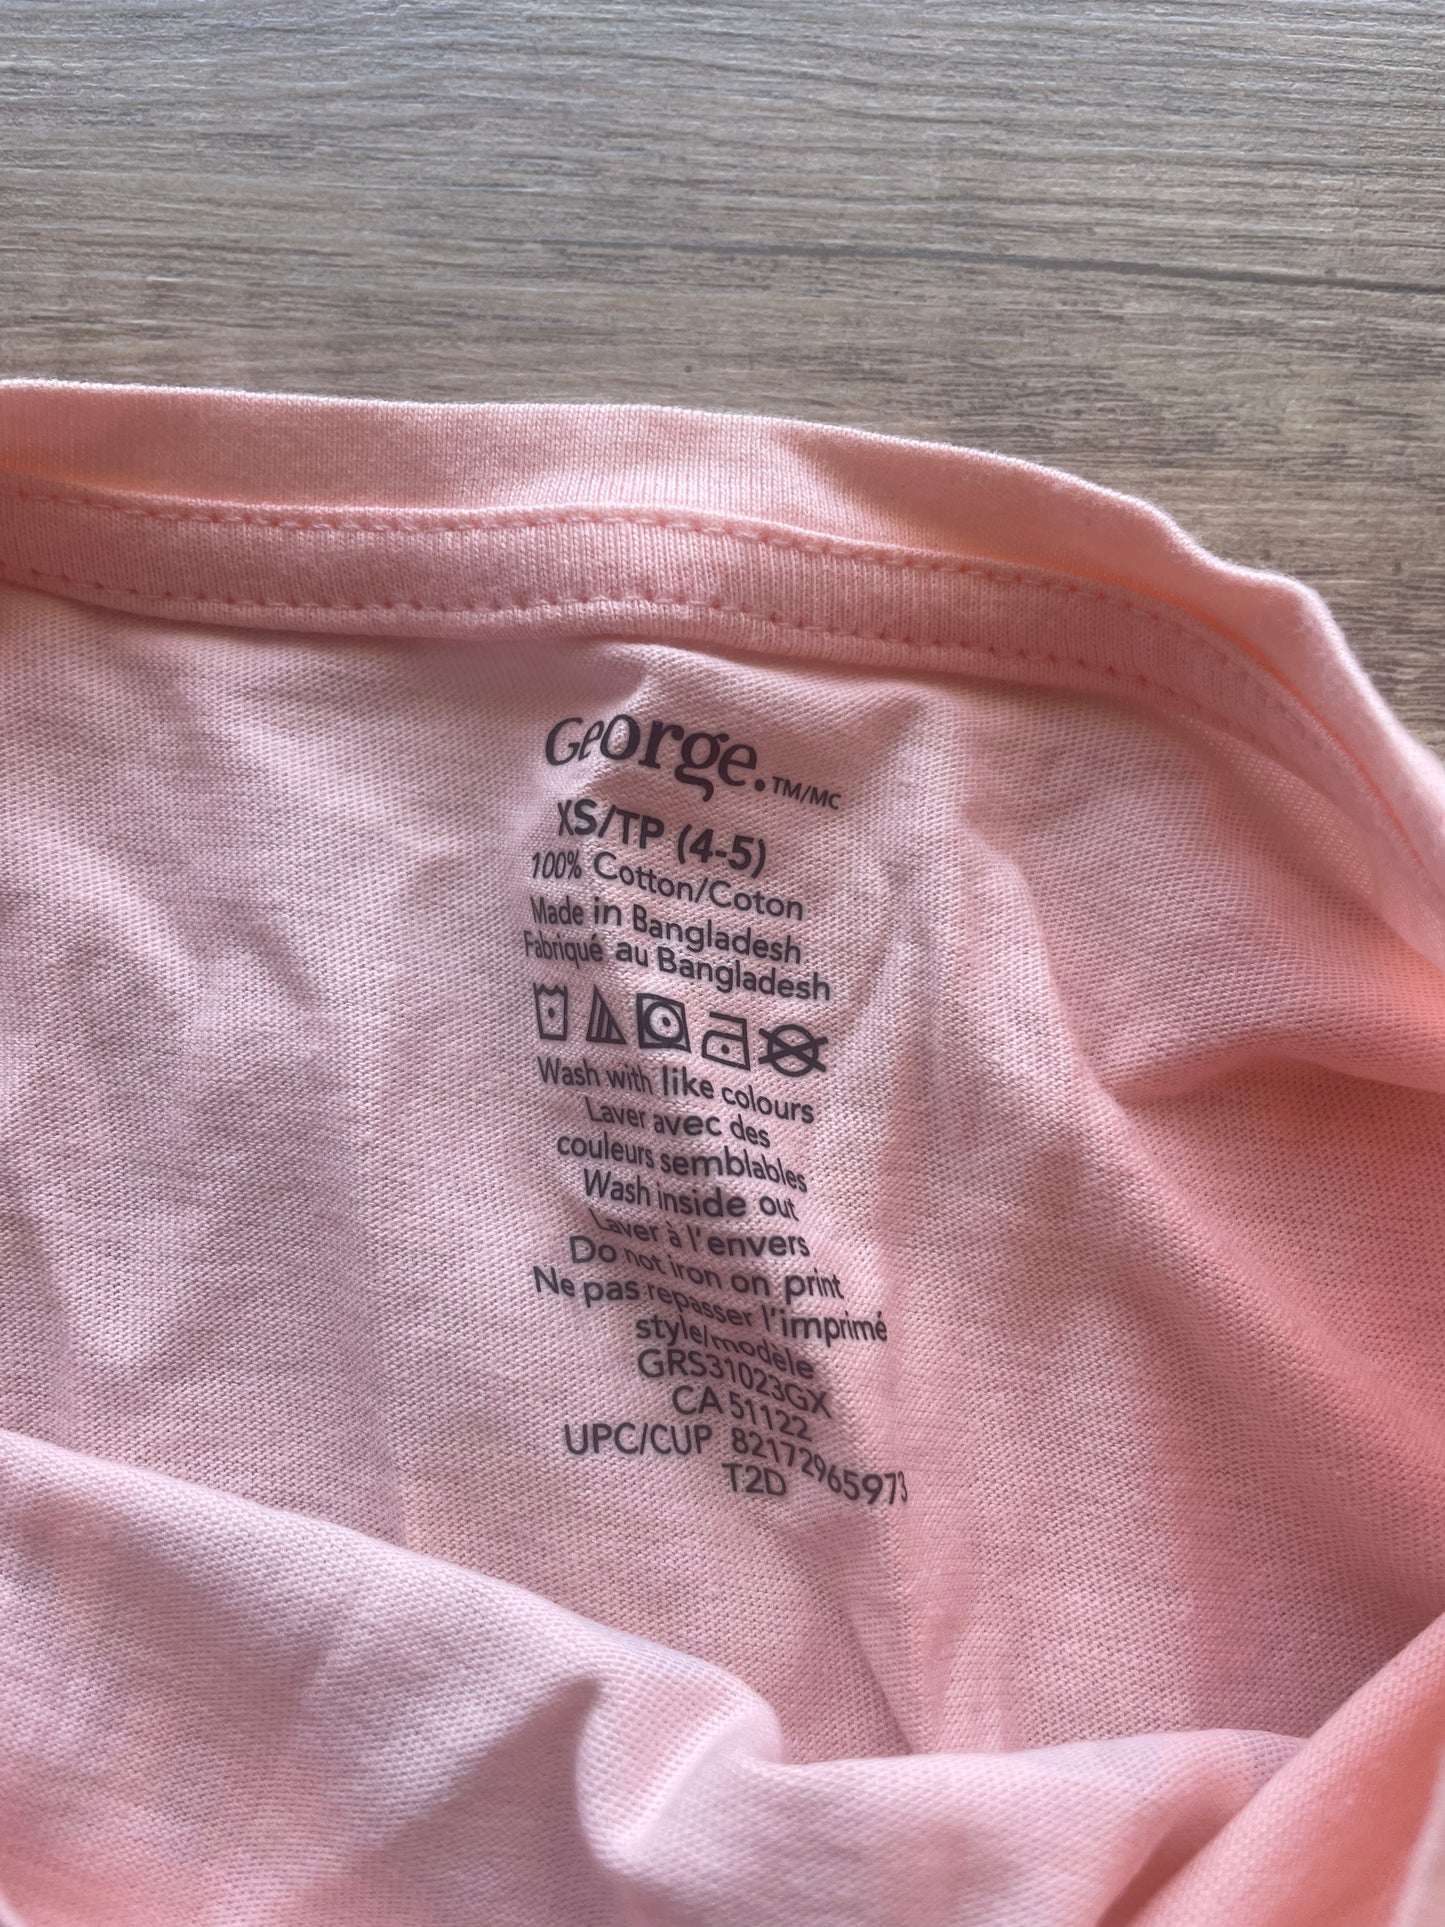 George.™/MC
XS/TP (4-5)
100% Cotton/Coton
Made in Bangladesh
Fabriqué au Bangladesh
Wash with like colours
Laver avec des
couleurs semblables
Wash inside out
Laver à l'envers
Do not iron on print
Ne pas repasser l'imprimé
style/modèle
GRS31023GX
CA 51122
UPC/CUP 82172965973
T2D